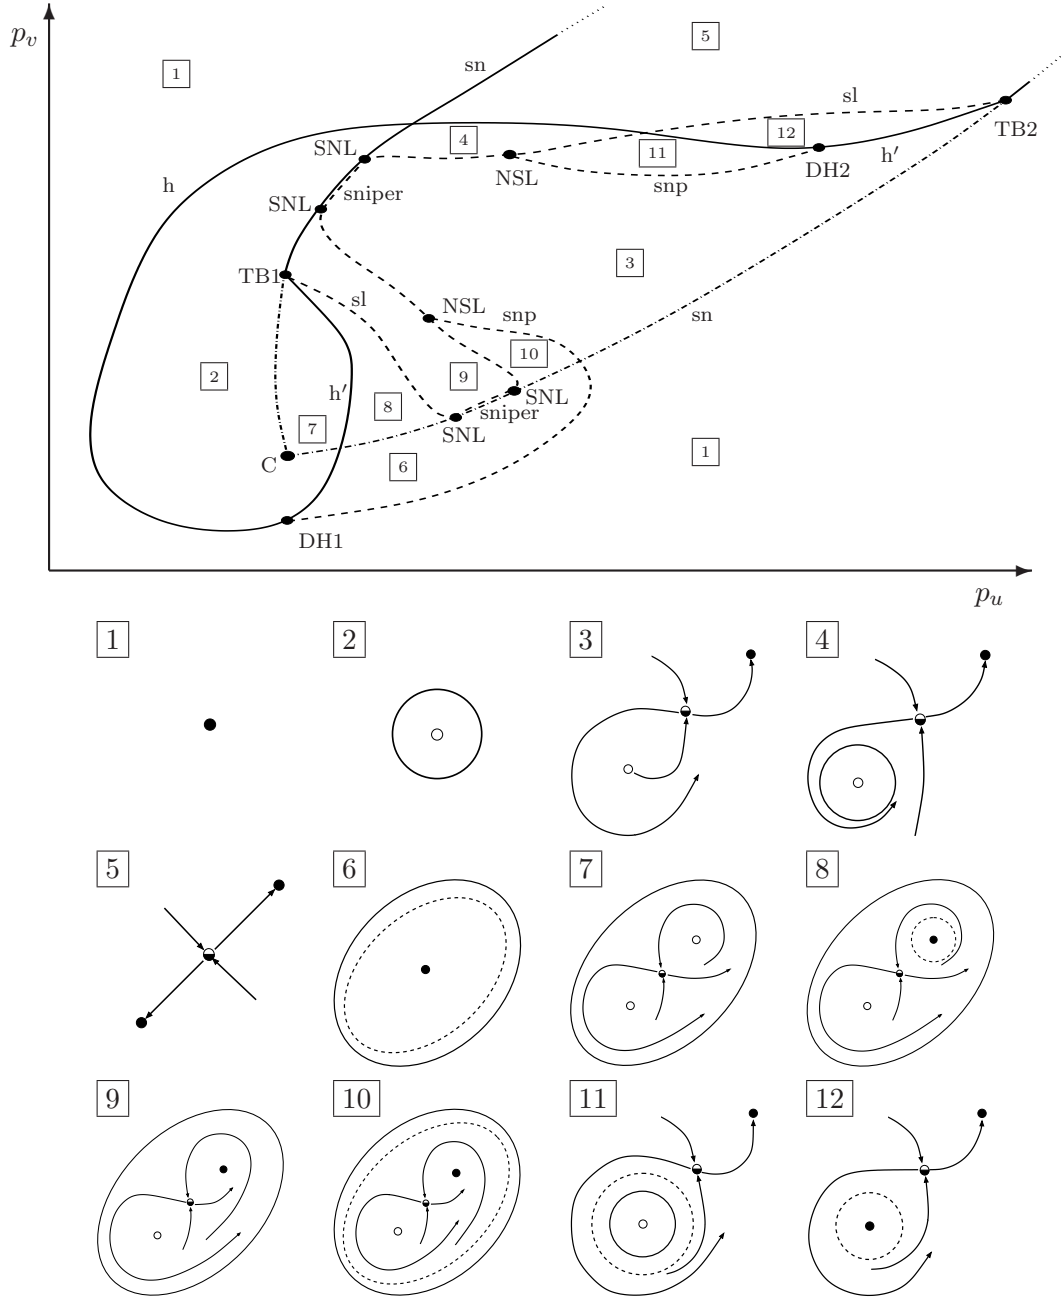 p_v
5
1
sn
sl
12
4
SNL
11
TB2
NSL
h′
DH2
h
snp
sniper
SNL
3
TB1
sl
NSL
snp
sn
10
2
9
h′
8
SNL
sniper
7
SNL
1
C
6
DH1
p_u
1
2
3
4
5
6
7
8
9
10
11
12